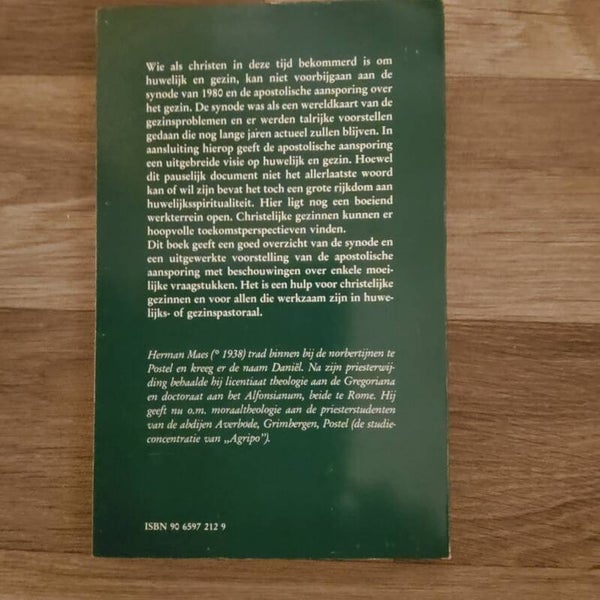 Wie als christen in deze tijd bekommerd is om
huwelijk en gezin, kan niet voorbijgaan aan de
synode van 1980 en de apostolische aansporing over
het gezin. De synode was als een wereldkaart van de
gezinsproblemen en er werden talrijke voorstellen
gedaan die nog lange jaren actueel zullen blijven. In
aansluiting hierop geeft de apostolische aansporing
een uitgebreide visie op huwelijk en gezin. Hoewel
dit pauselijk document niet het allerlaatste woord
kan of wil zijn bevat het toch een grote rijkdom aan
huwelijksspiritualiteit. Hier ligt nog een boeiend
werkterrein open. Christelijke gezinnen kunnen er
hoopvolle toekomstperspectieven vinden.
Dit boek geeft een goed overzicht van de synode en
een uitgewerkte voorstelling van de apostolische
aansporing met beschouwingen over enkele moei-
lijke vraagstukken. Het is een hulp voor christelijke
gezinnen en voor allen die werkzaam zijn in huwe-
lijks- of gezinspastoraal.
Herman Maes (° 1938) trad binnen bij de norbertijnen te
Postel en kreeg er de naam Daniël. Na zijn priesterwij-
ding behaalde hij licentiaat theologie aan de Gregoriana
en doctoraat aan het Alfonsianum, beide te Rome. Hij
geeft nu o.m. moraaltheologie aan de priesterstudenten
van de abdijen Averbode, Grimbergen, Postel (de studie-
concentratie van „Agripo").
ISBN 90 6597 212 9